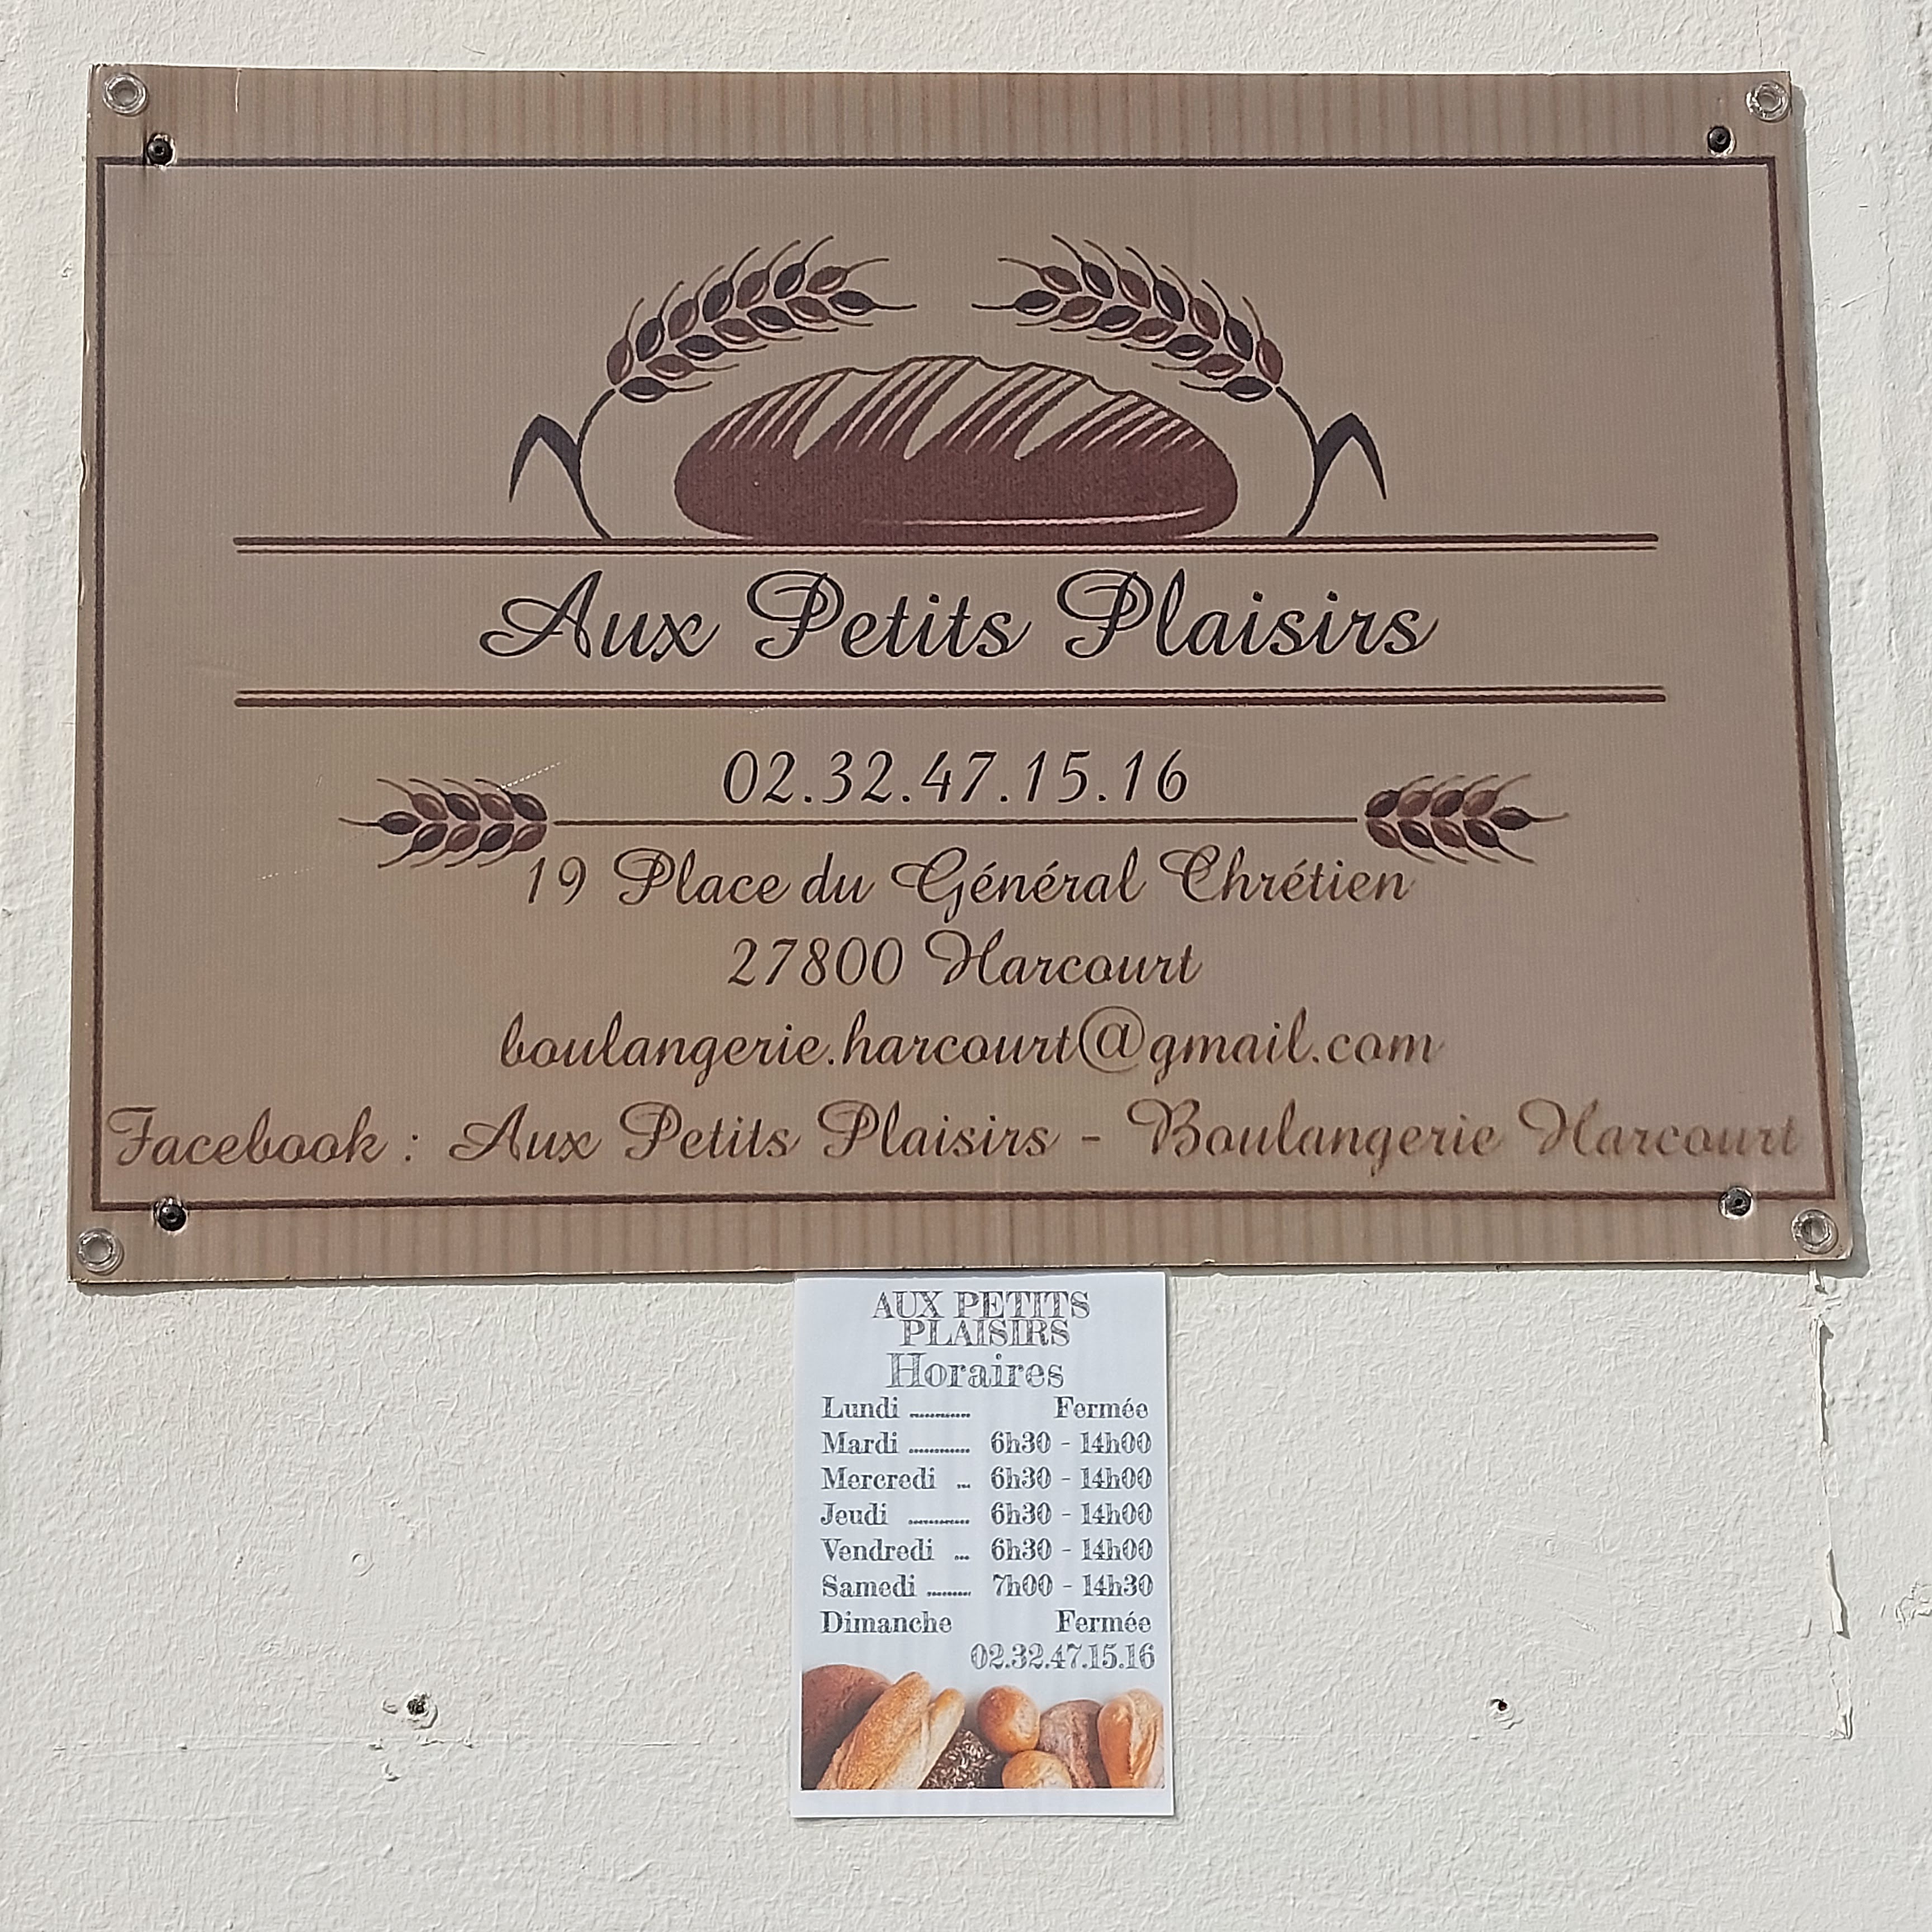 Aux Petits Plaisirs
02.32.47.15.16
19 Place du Général Chrétien
27800 Harcourt
boulangerie.harcourt@gmail.com
Facebook : Aux Petits Plaisirs - Boulangerie Harcourt
AUX PETITS
PLAISIRS
Horaires
Lundi ............ Fermée
Mardi ............ 6h30 - 14h00
Mercredi ... 6h30 - 14h00
Jeudi ............ 6h30 - 14h00
Vendredi ... 6h30 - 14h00
Samedi ......... 7h00 - 14h30
Dimanche Fermée
02.32.47.15.16